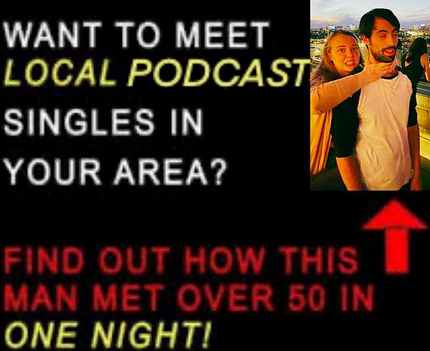 WANT TO MEET
LOCAL PODCAST
SINGLES IN
YOUR AREA?
FIND OUT HOW THIS
MAN MET OVER 50 IN
ONE NIGHT!